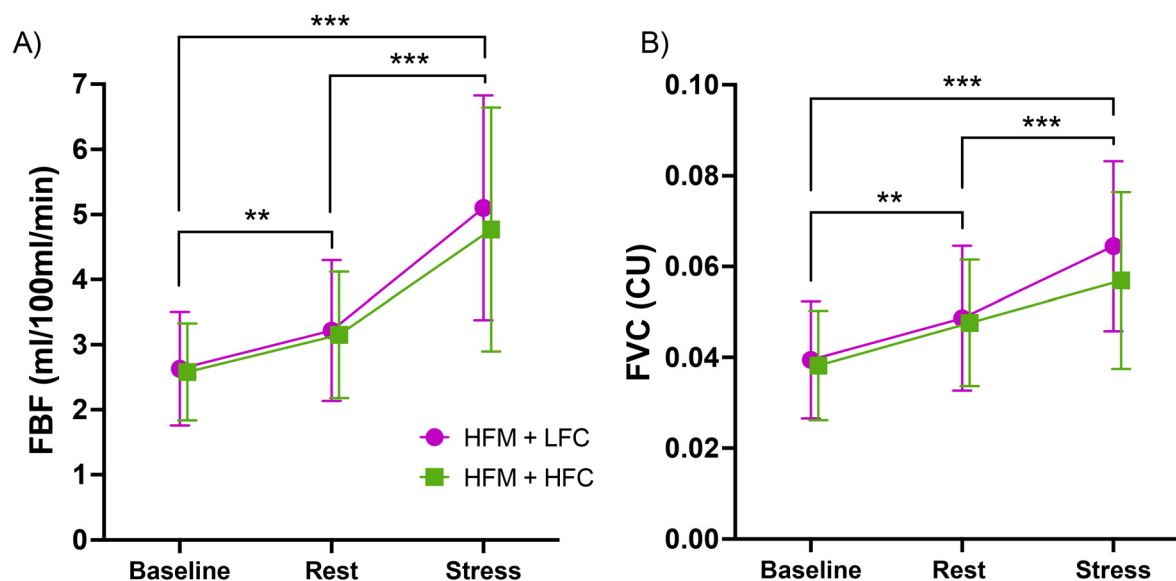 A)
***
***
**
FBF (ml/100ml/min)
7
6
5
4
3
2
1
0
HFM + LFC
HFM + HFC
Baseline
Rest
Stress
B)
***
***
**
FVC (CU)
0.10
0.08
0.06
0.04
0.02
0.00
Baseline
Rest
Stress